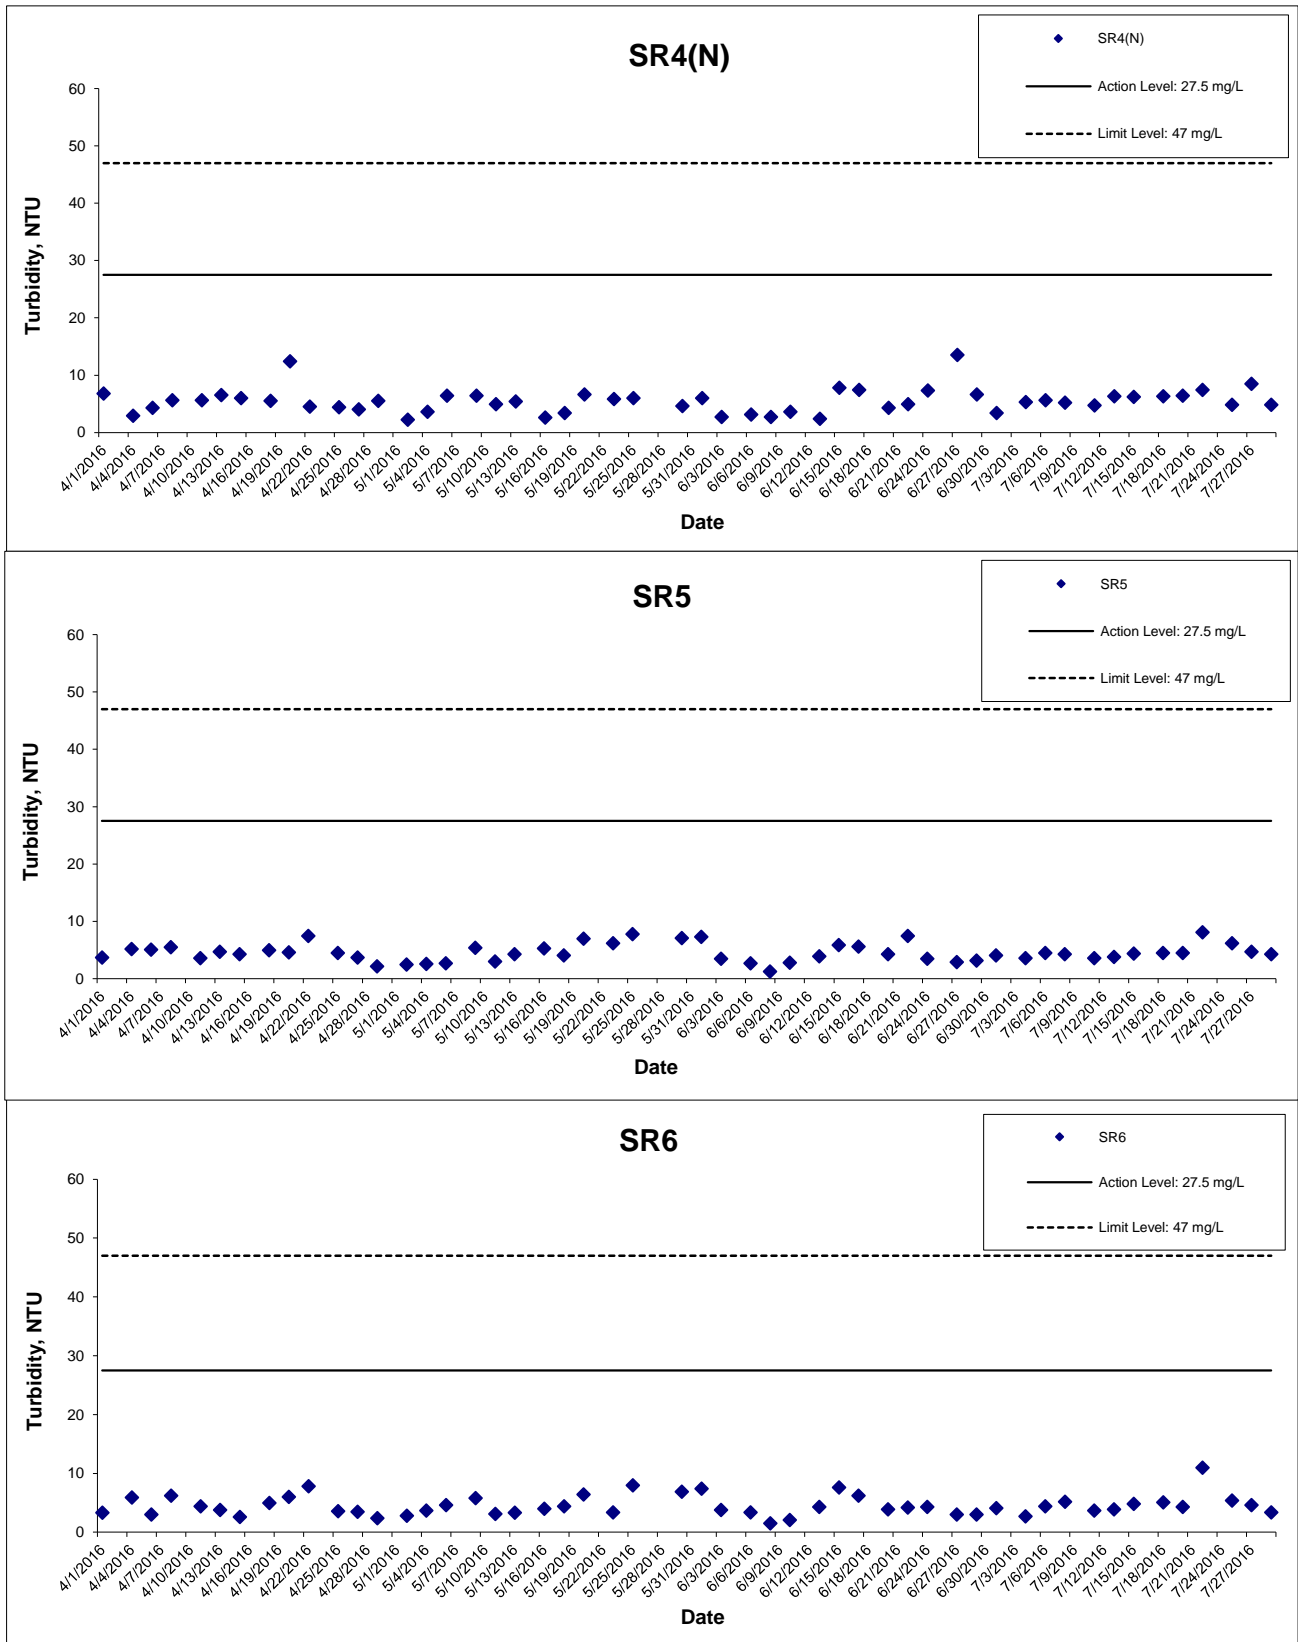 SR4(N)
SR4(N)
Action Level: 27.5 mg/L
Limit Level: 47 mg/L
Turbidity, NTU
60
50
40
30
20
10
0
4/1/2016 4/4/2016 4/7/2016 4/10/2016 4/13/2016 4/16/2016 4/19/2016 4/22/2016 4/25/2016 4/28/2016 5/1/2016 5/4/2016 5/7/2016 5/10/2016 5/13/2016 5/16/2016 5/19/2016 5/22/2016 5/25/2016 5/28/2016 5/31/2016 6/3/2016 6/6/2016 6/9/2016 6/12/2016 6/15/2016 6/18/2016 6/21/2016 6/24/2016 6/27/2016 6/30/2016 7/3/2016 7/6/2016 7/9/2016 7/12/2016 7/15/2016 7/18/2016 7/21/2016 7/24/2016 7/27/2016
Date
SR5
SR5
Action Level: 27.5 mg/L
Limit Level: 47 mg/L
Turbidity, NTU
60
50
40
30
20
10
0
4/1/2016 4/4/2016 4/7/2016 4/10/2016 4/13/2016 4/16/2016 4/19/2016 4/22/2016 4/25/2016 4/28/2016 5/1/2016 5/4/2016 5/7/2016 5/10/2016 5/13/2016 5/16/2016 5/19/2016 5/22/2016 5/25/2016 5/28/2016 5/31/2016 6/3/2016 6/6/2016 6/9/2016 6/12/2016 6/15/2016 6/18/2016 6/21/2016 6/24/2016 6/27/2016 6/30/2016 7/3/2016 7/6/2016 7/9/2016 7/12/2016 7/15/2016 7/18/2016 7/21/2016 7/24/2016 7/27/2016
Date
SR6
SR6
Action Level: 27.5 mg/L
Limit Level: 47 mg/L
Turbidity, NTU
60
50
40
30
20
10
0
4/1/2016 4/4/2016 4/7/2016 4/10/2016 4/13/2016 4/16/2016 4/19/2016 4/22/2016 4/25/2016 4/28/2016 5/1/2016 5/4/2016 5/7/2016 5/10/2016 5/13/2016 5/16/2016 5/19/2016 5/22/2016 5/25/2016 5/28/2016 5/31/2016 6/3/2016 6/6/2016 6/9/2016 6/12/2016 6/15/2016 6/18/2016 6/21/2016 6/24/2016 6/27/2016 6/30/2016 7/3/2016 7/6/2016 7/9/2016 7/12/2016 7/15/2016 7/18/2016 7/21/2016 7/24/2016 7/27/2016
Date